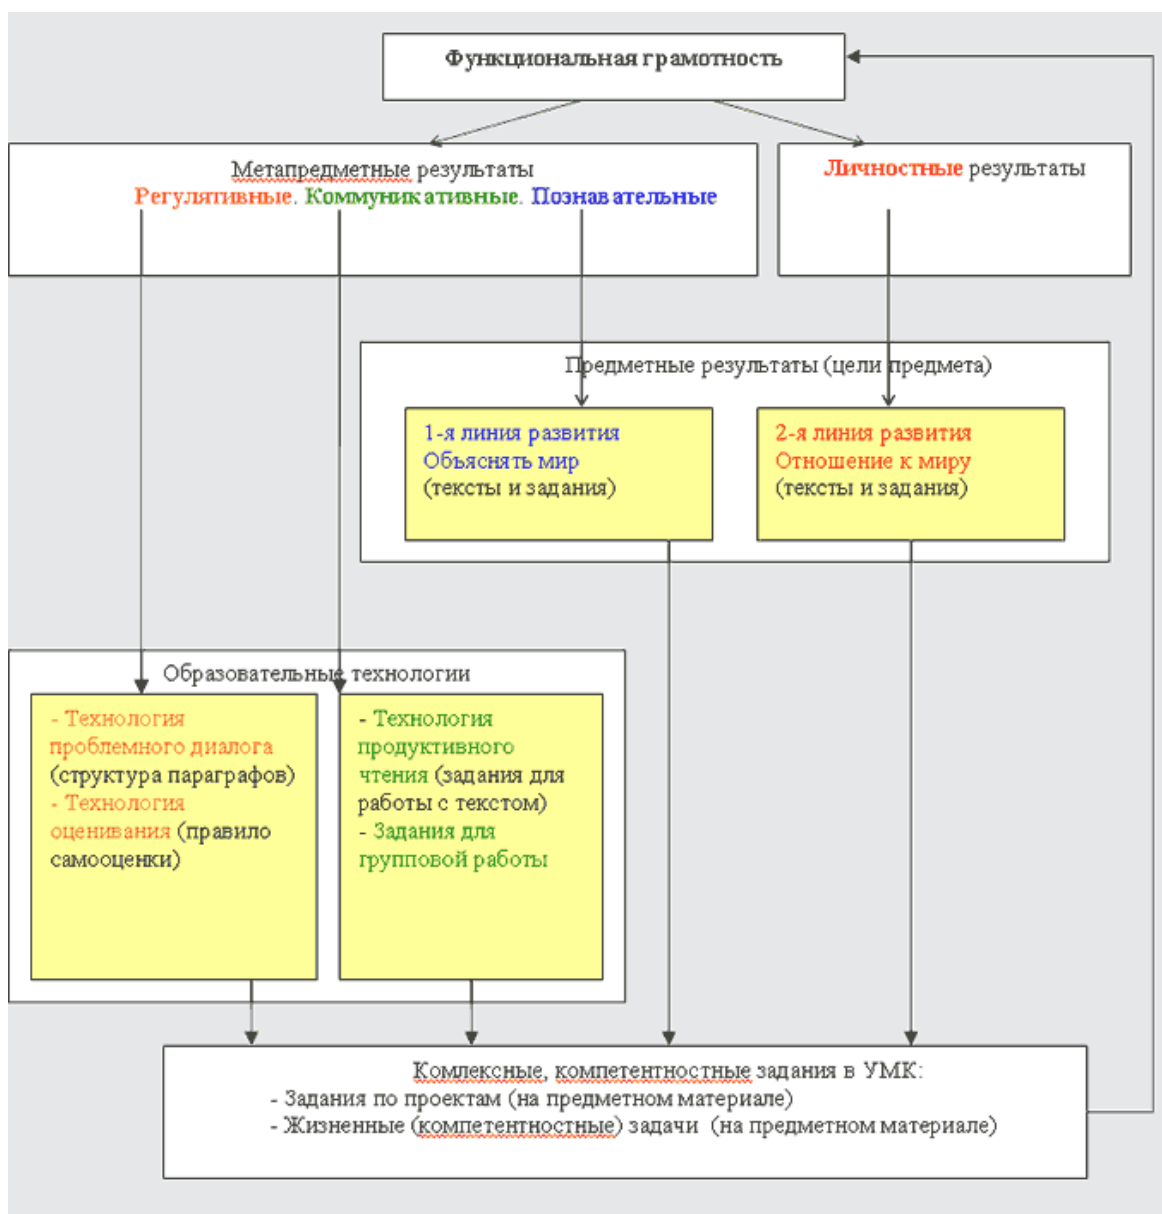 Функциональная грамотность
Метапредметные результаты
Регулятивные. Коммуникативные. Познавательные
Личностные результаты
Предметные результаты (цели предмета)
1-я линия развития
Объяснять мир
(тексты и задания)
2-я линия развития
Отношение к миру
(тексты и задания)
Образовательные технологии
- Технология
проблемного диалога
(структура параграфов)
- Технология
оценивания (правило
самооценки)
- Технология
продуктивного
чтения (задания для
работы с текстом)
- Задания для
групповой работы
Комлексные, компетентностные задания в УМК:
- Задания по проектам (на предметном материале)
- Жизненные (компетентностные) задачи (на предметном материале)